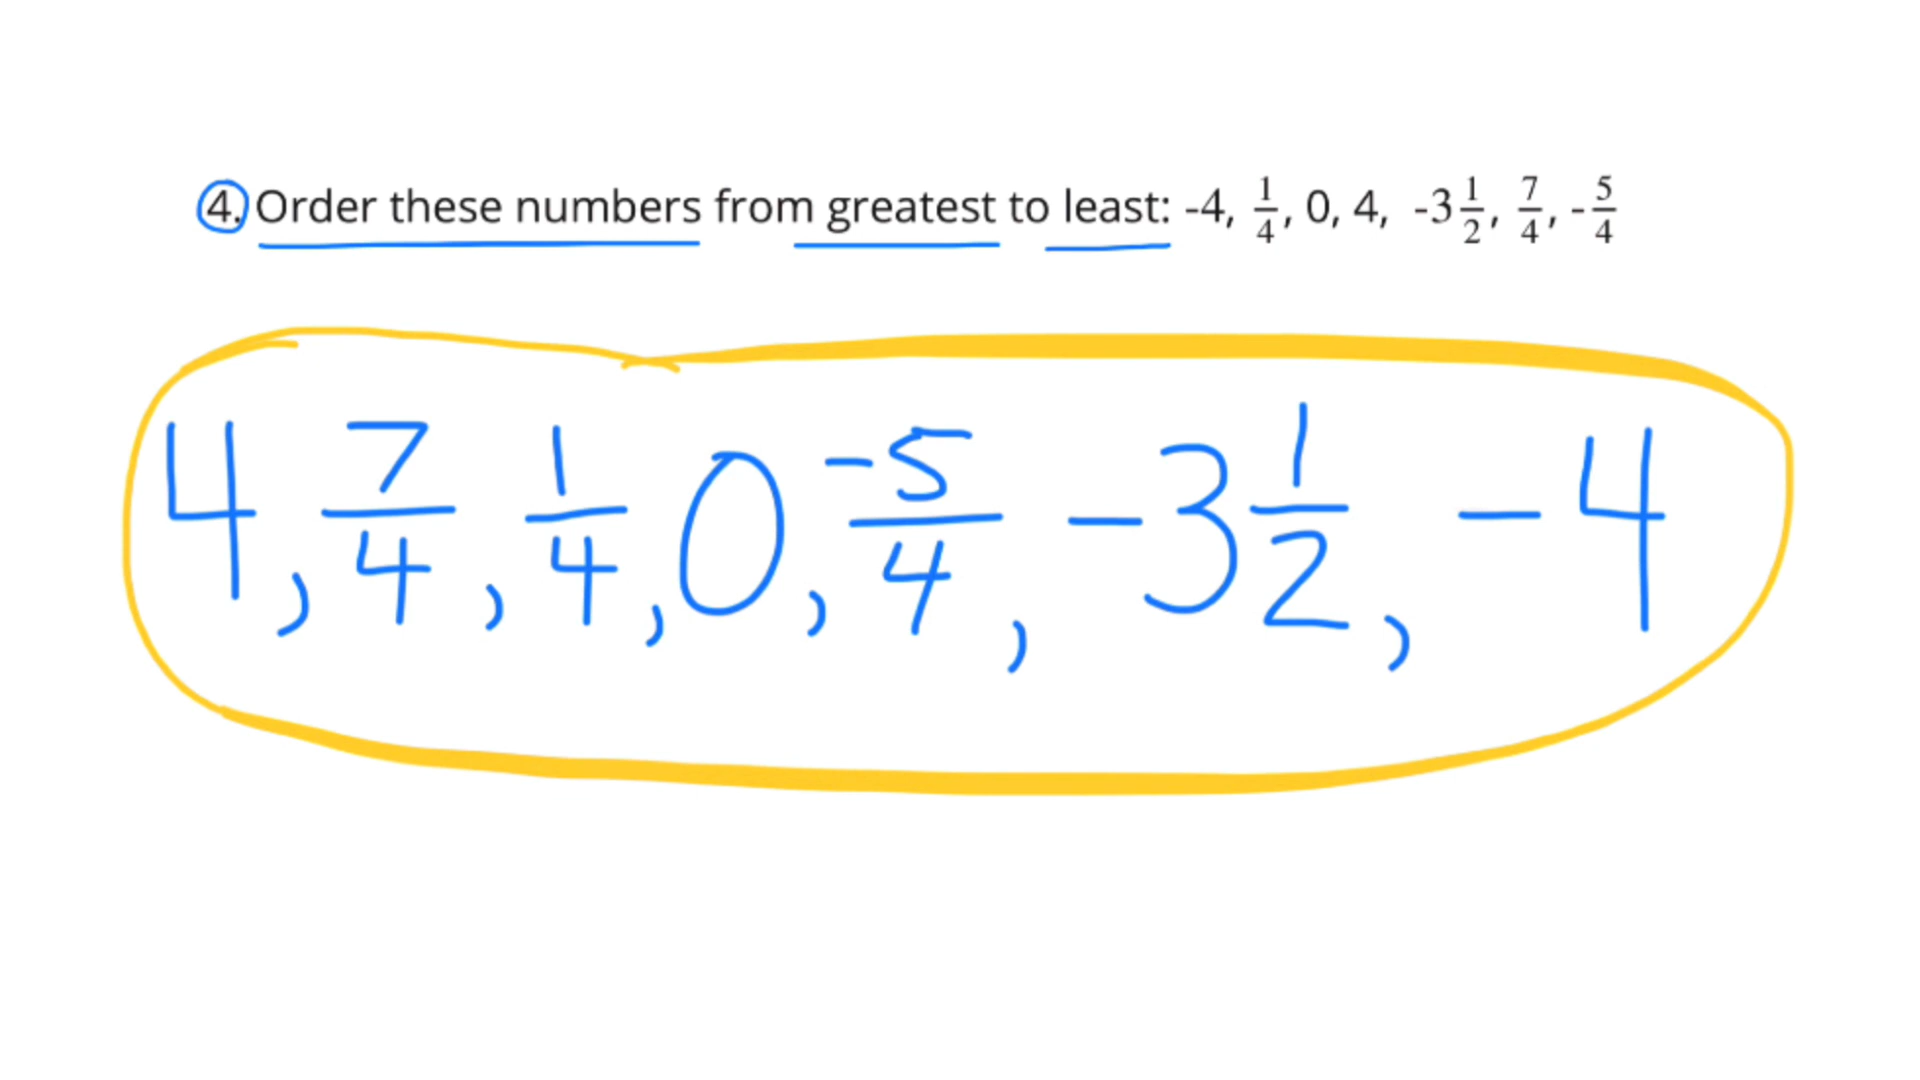 4. Order these numbers from greatest to least: -4, 1/4, 0, 4, -3 1/2, 7/4, -5/4
4, 7/4, 1/4, 0, -5/4, -3 1/2, -4